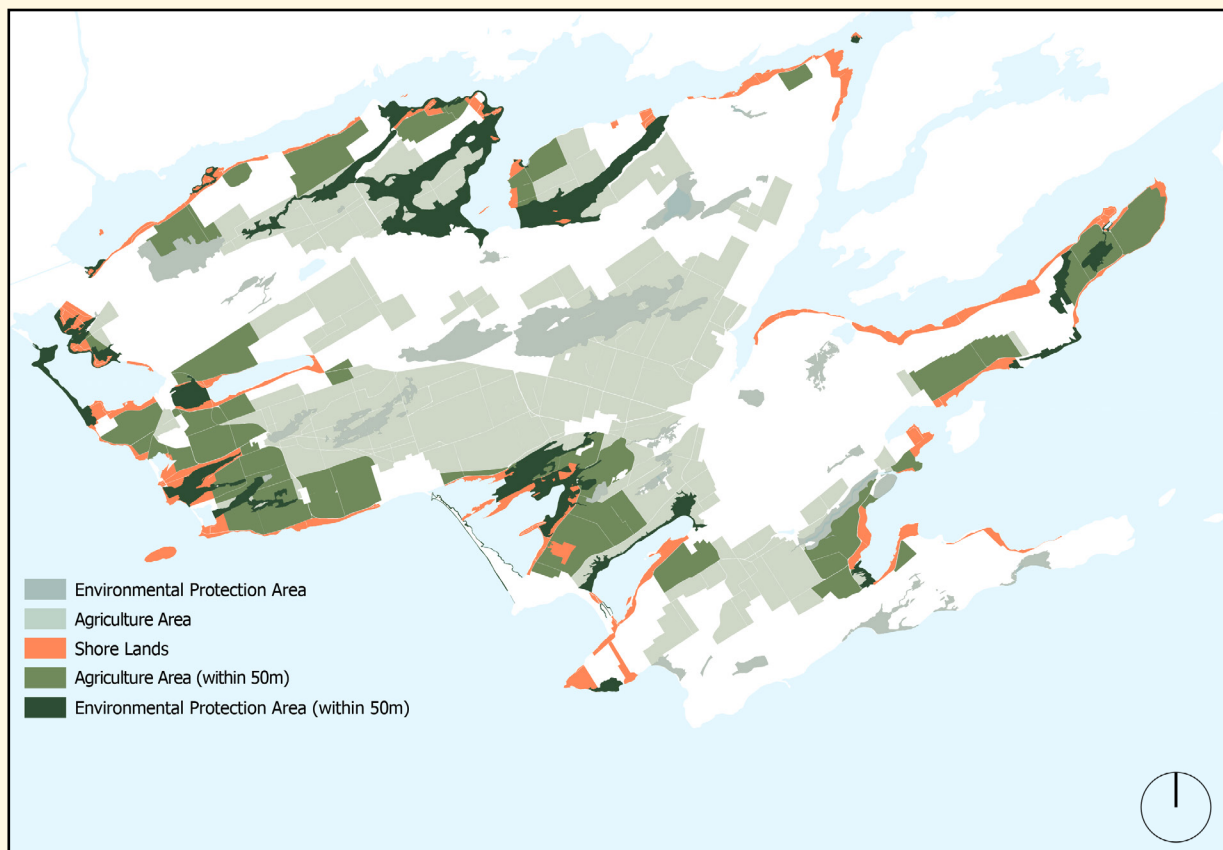 Environmental Protection Area
Agriculture Area
Shore Lands
Agriculture Area (within 50m)
Environmental Protection Area (within 50m)